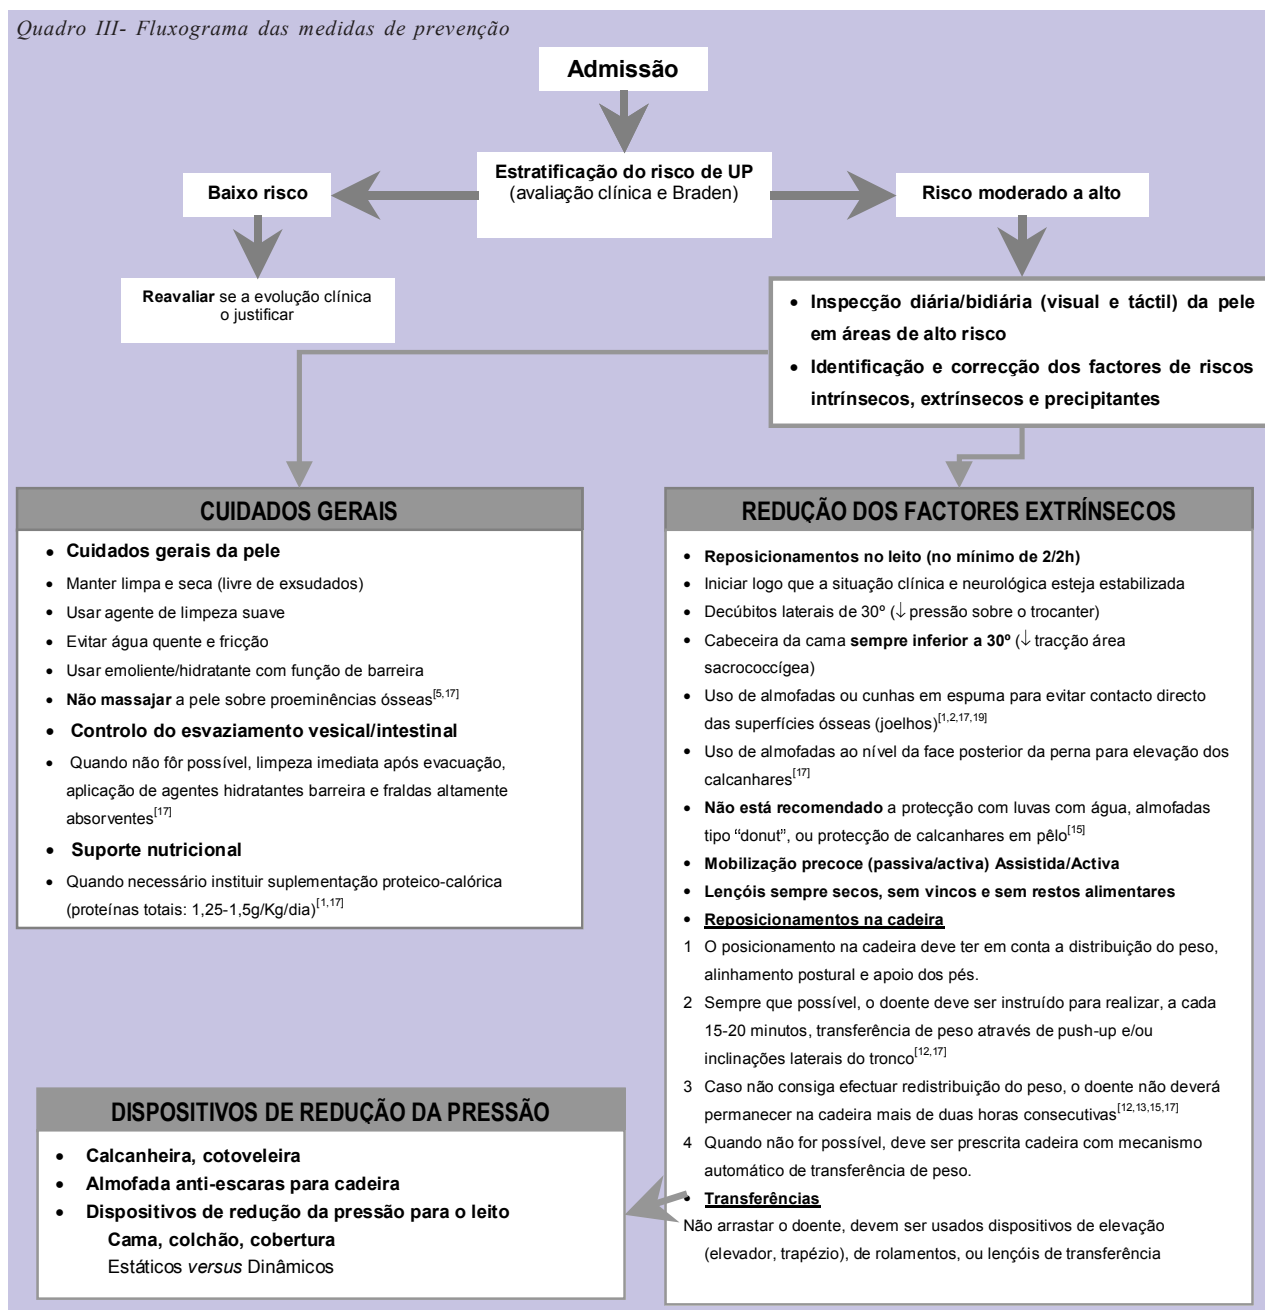 Quadro III- Fluxograma das medidas de prevenção
Admissão
Estratificação do risco de UP
(avaliação clínica e Braden)
Baixo risco
Risco moderado a alto
Reavaliar se a evolução clínica
o justificar
• Inspecção diária/bidiária (visual e táctil) da pele
em áreas de alto risco
• Identificação e correcção dos factores de riscos
intrínsecos, extrínsecos e precipitantes
CUIDADOS GERAIS
• Cuidados gerais da pele
• Manter limpa e seca (livre de exsudados)
• Usar agente de limpeza suave
• Evitar água quente e fricção
• Usar emoliente/hidratante com função de barreira
• Não massajar a pele sobre proeminências ósseas[5,17]
• Controlo do esvaziamento vesical/intestinal
• Quando não fôr possível, limpeza imediata após evacuação,
aplicação de agentes hidratantes barreira e fraldas altamente
absorventes[17]
• Suporte nutricional
• Quando necessário instituir suplementação proteico-calórica
(proteínas totais: 1,25-1,5g/Kg/dia)[1,17]
REDUÇÃO DOS FACTORES EXTRÍNSECOS
• Reposicionamentos no leito (no mínimo de 2/2h)
• Iniciar logo que a situação clínica e neurológica esteja estabilizada
• Decúbitos laterais de 30º (↓ pressão sobre o trocanter)
• Cabeceira da cama sempre inferior a 30º (↓ tracção área
sacrococcígea)
• Uso de almofadas ou cunhas em espuma para evitar contacto directo
das superfícies ósseas (joelhos)[1,2,17,19]
• Uso de almofadas ao nível da face posterior da perna para elevação dos
calcanhares[17]
• Não está recomendado a protecção com luvas com água, almofadas
tipo “donut”, ou protecção de calcanhares em pêlo[15]
• Mobilização precoce (passiva/activa) Assistida/Activa
• Lençóis sempre secos, sem vincos e sem restos alimentares
• Reposicionamentos na cadeira
1 O posicionamento na cadeira deve ter em conta a distribuição do peso,
alinhamento postural e apoio dos pés.
2 Sempre que possível, o doente deve ser instruído para realizar, a cada
15-20 minutos, transferência de peso através de push-up e/ou
inclinações laterais do tronco[12,17]
3 Caso não consiga efectuar redistribuição do peso, o doente não deverá
permanecer na cadeira mais de duas horas consecutivas[12,13,15,17]
4 Quando não for possível, deve ser prescrita cadeira com mecanismo
automático de transferência de peso.
• Transferências
Não arrastar o doente, devem ser usados dispositivos de elevação
(elevador, trapézio), de rolamentos, ou lençóis de transferência
DISPOSITIVOS DE REDUÇÃO DA PRESSÃO
• Calcanheira, cotoveleira
• Almofada anti-escaras para cadeira
• Dispositivos de redução da pressão para o leito
Cama, colchão, cobertura
Estáticos versus Dinâmicos